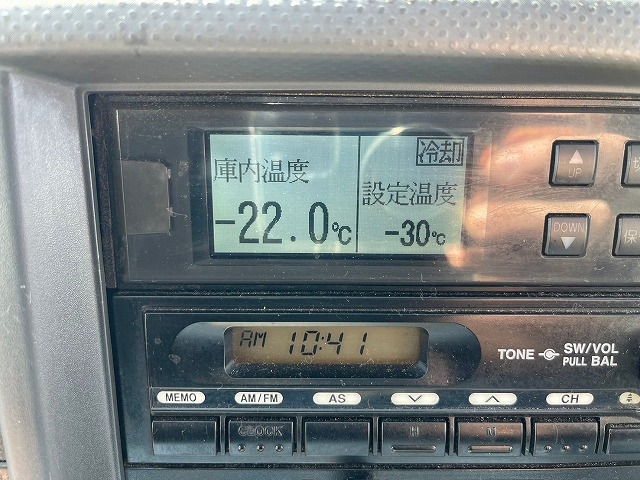 冷却
庫内温度
設定温度
-22.0℃
-30℃
UP
DOWN
保
AM 10:41
TONE SW/VOL
PULL BAL
MEMO AM/FM AS CH
CLOCK H M